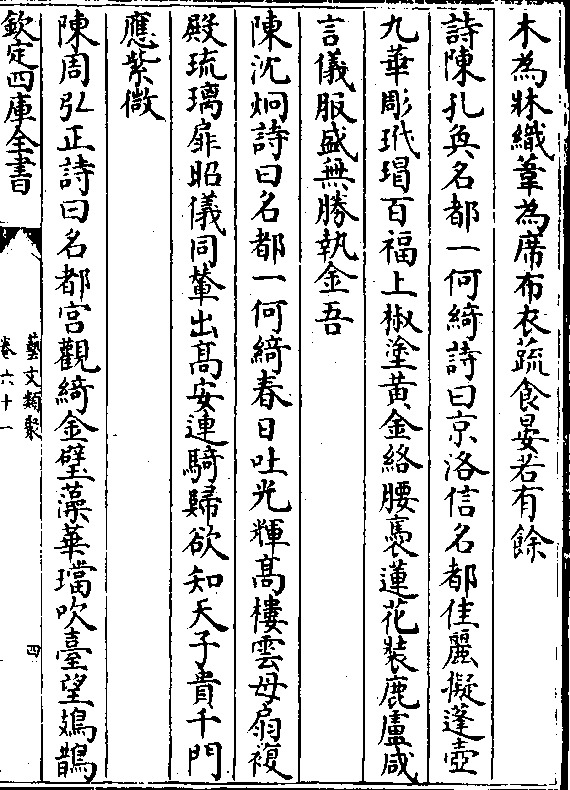 木為牀織葦為席布衣蔬食晏若有餘
詩陳孔奐名都一何綺詩曰京洛信名都佳麗擬蓬壺
九華彫玳瑁百福上椒塗黄金絡腰褭蓮花裝鹿盧咸
言儀服盛無勝執金吾
陳沈炯詩曰名都一何綺春日吐光輝髙樓雲母扇複
殿琉璃扉昭儀同輦出髙安連騎歸欲知天子貴千門
應紫微
陳周弘正詩曰名都宫觀綺金璧藻華璫吹臺望鳷鵲
欽定四庫全書
藝文類聚
卷六十一
四